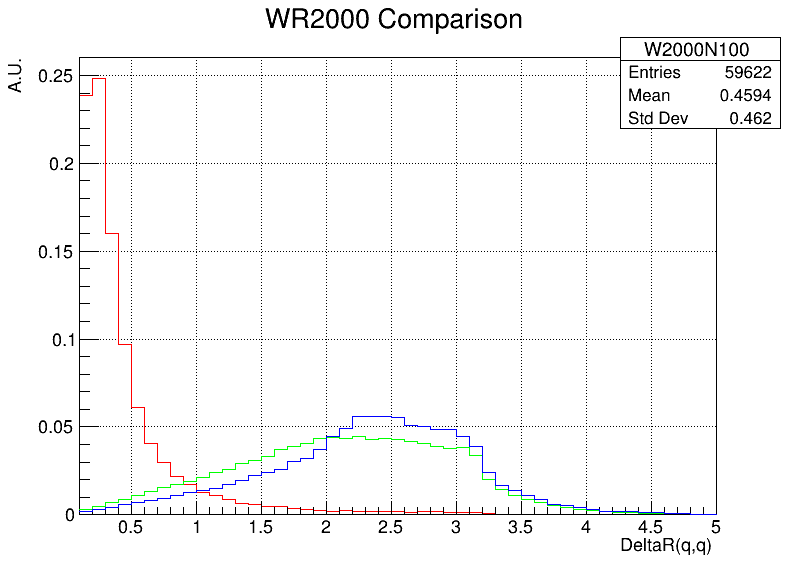 WR2000 Comparison
W2000N100
Entries 59622
Mean 0.4594
Std Dev 0.462
A.U.
0.25
0.2
0.15
0.1
0.05
0
0.5 1 1.5 2 2.5 3 3.5 4 4.5 5
DeltaR(q,q)